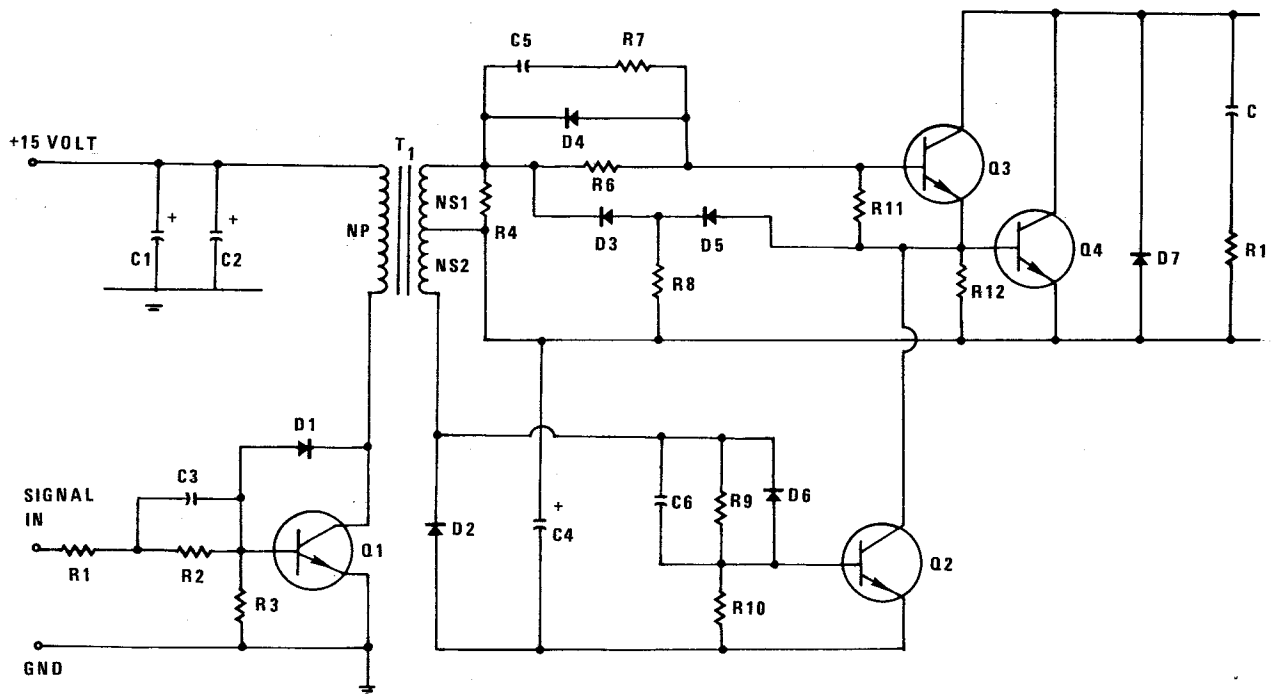 C5
R7
+15 VOLT
T1
D4
NS1
R6
Q3
C
NP
R4
R11
D3
D5
C1
+
C2
+
NS2
R8
R12
Q4
D7
R1
D1
C3
SIGNAL
IN
R1
R2
Q1
R3
D2
+
C4
C6
R9
D6
Q2
R10
GND